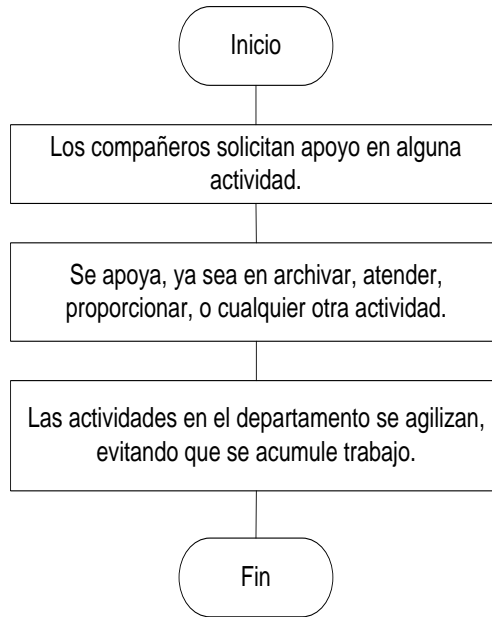 Inicio
Los compañeros solicitan apoyo en alguna
actividad.
Se apoya, ya sea en archivar, atender,
proporcionar, o cualquier otra actividad.
Las actividades en el departamento se agilizan,
evitando que se acumule trabajo.
Fin